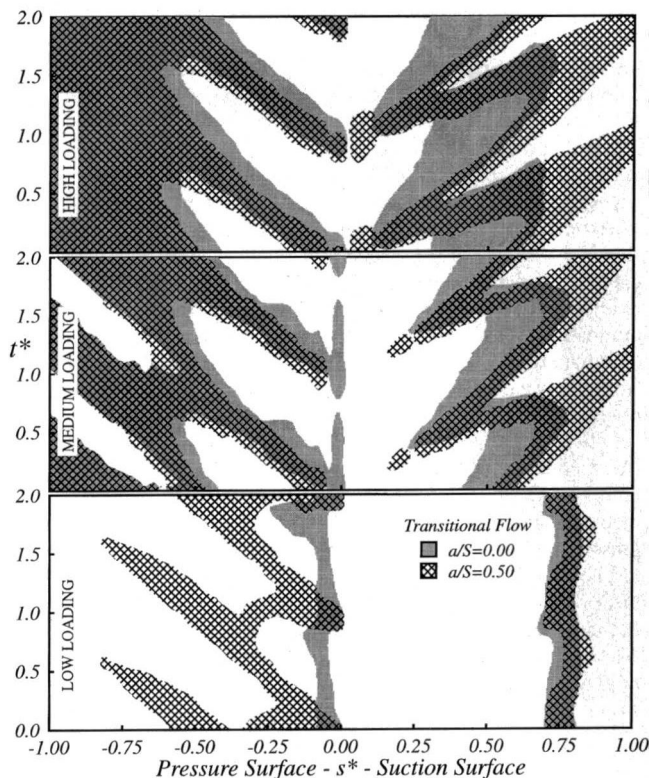 2.0
1.5
1.0
0.5
HIGH LOADING
2.0
1.5
t*
1.0
0.5
MEDIUM LOADING
2.0
1.5
1.0
0.5
0.0
LOW LOADING
Transitional Flow
a/S=0.00
a/S=0.50
-1.00 -0.75 -0.50 -0.25 0.00 0.25 0.50 0.75 1.00
Pressure Surface - s* - Suction Surface